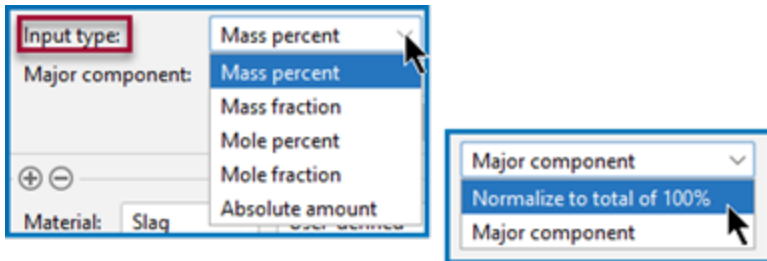 Input type: Mass percent
Major component: Mass percent
Mass fraction
Mole percent
Mole fraction
Absolute amount
Material: Slag
Major component
Normalize to total of 100%
Major component